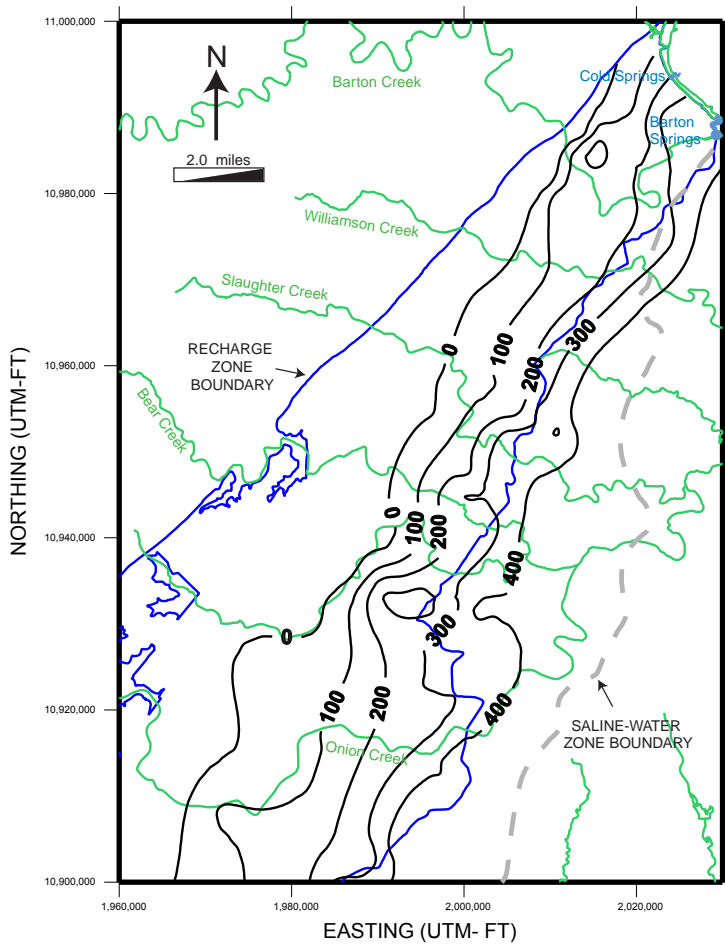 11,000,000
N
Cold Springs
Barton Creek
Barton
Springs
2.0 miles
10,980,000
Williamson Creek
Slaughter Creek
300
0
100
RECHARGE
ZONE
BOUNDARY
200
10,960,000
Bear Creek
NORTHING (UTM-FT)
0
100
200
10,940,000
400
0
300
100
200
400
10,920,000
SALINE-WATER
ZONE BOUNDARY
Onion Creek
10,900,000
1,960,000
1,980,000
2,000,000
2,020,000
EASTING (UTM- FT)